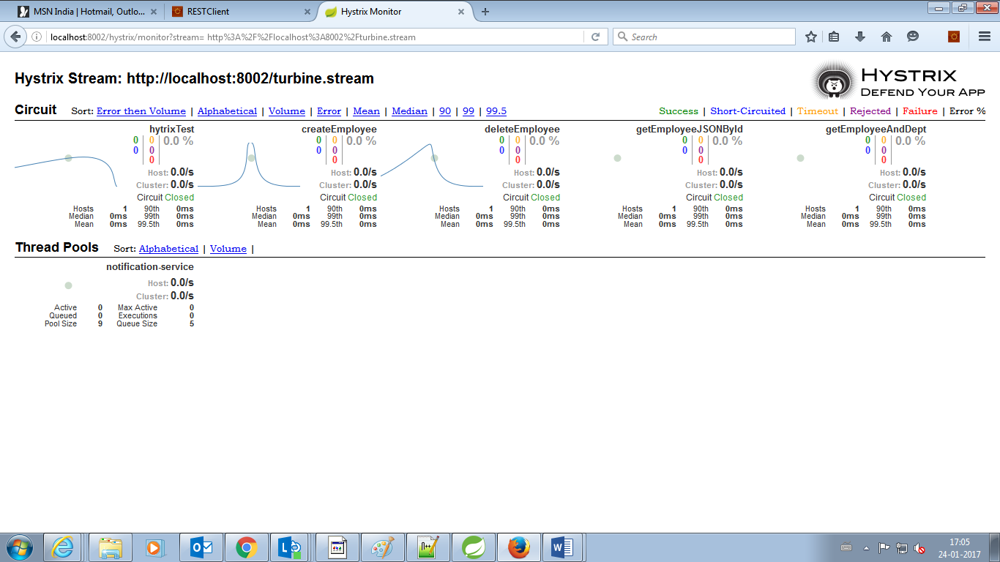 MSN India | Hotmail, Outlo...
RESTClient
Hystrix Monitor
localhost:8002/hystrix/monitor?stream= http%3A%2F%2Flocalhost%3A8002%2Fturbine.stream
Search
Hystrix Stream: http://localhost:8002/turbine.stream
HYSTRIX
DEFEND YOUR APP
Circuit Sort: Error then Volume | Alphabetical | Volume | Error | Mean | Median | 90 | 99 | 99.5
Success | Short-Circuited | Timeout | Rejected | Failure | Error %
hytrixTest
0 0 0.0 %
0 0
0
Host: 0.0/s
Cluster: 0.0/s
Circuit Closed
Hosts 1 90th 0ms
Median 0ms 99th 0ms
Mean 0ms 99.5th 0ms
createEmployee
0 0 0.0 %
0 0
0
Host: 0.0/s
Cluster: 0.0/s
Circuit Closed
Hosts 1 90th 0ms
Median 0ms 99th 0ms
Mean 0ms 99.5th 0ms
deleteEmployee
0 0 0.0 %
0 0
0
Host: 0.0/s
Cluster: 0.0/s
Circuit Closed
Hosts 1 90th 0ms
Median 0ms 99th 0ms
Mean 0ms 99.5th 0ms
getEmployeeJSONById
0 0 0.0 %
0 0
0
Host: 0.0/s
Cluster: 0.0/s
Circuit Closed
Hosts 1 90th 0ms
Median 0ms 99th 0ms
Mean 0ms 99.5th 0ms
getEmployeeAndDept
0 0 0.0 %
0 0
0
Host: 0.0/s
Cluster: 0.0/s
Circuit Closed
Hosts 1 90th 0ms
Median 0ms 99th 0ms
Mean 0ms 99.5th 0ms
Thread Pools Sort: Alphabetical | Volume |
notification-service
Host: 0.0/s
Cluster: 0.0/s
Active 0 Max Active 0
Queued 0 Executions 0
Pool Size 9 Queue Size 5
17:05
24-01-2017